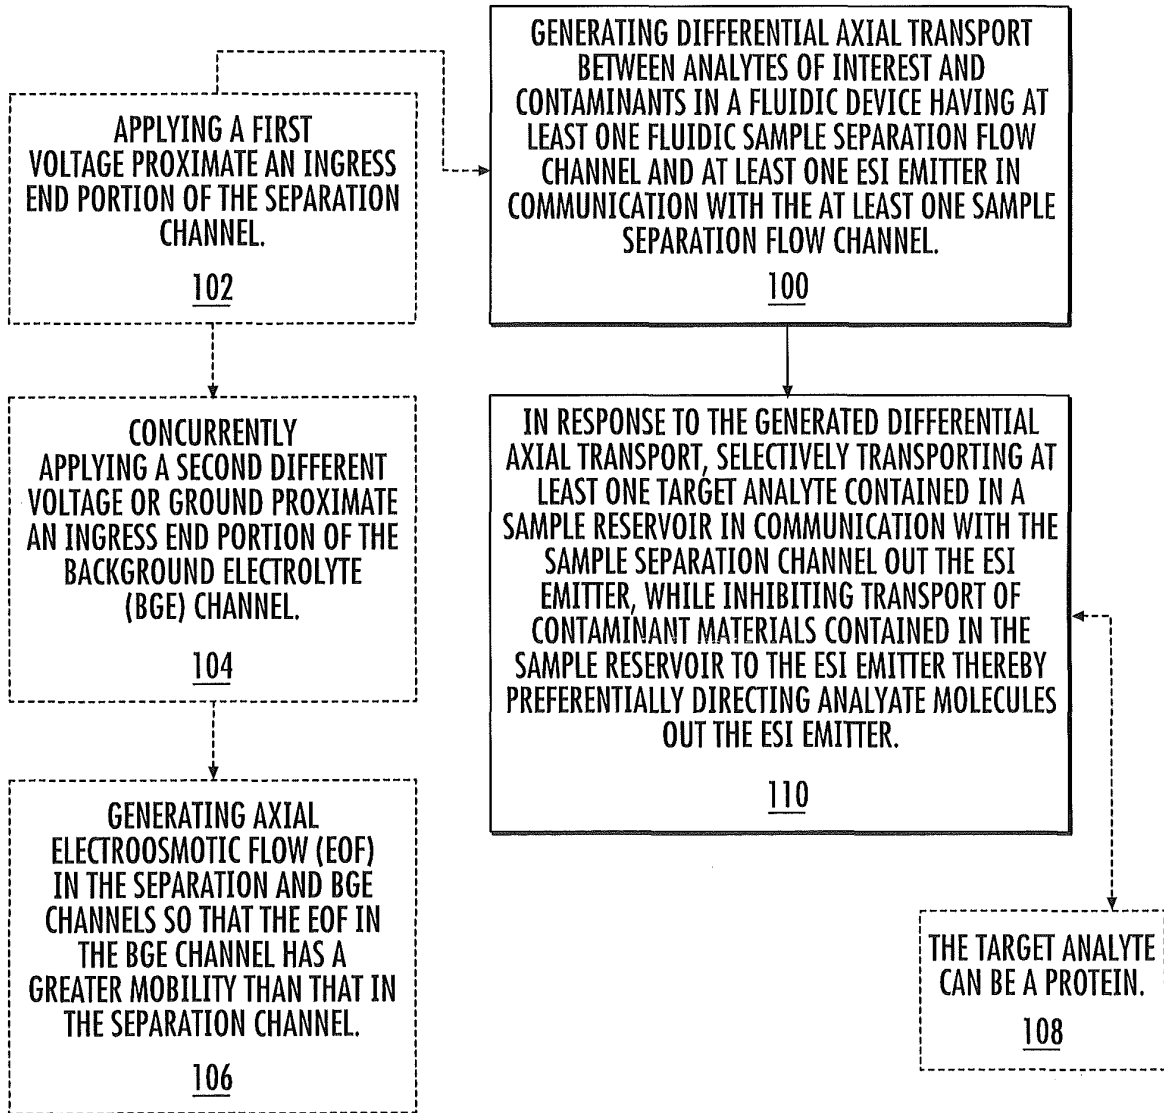 APPLYING A FIRST
VOLTAGE PROXIMATE AN INGRESS
END PORTION OF THE SEPARATION
CHANNEL.
102
GENERATING DIFFERENTIAL AXIAL TRANSPORT
BETWEEN ANALYTES OF INTEREST AND
CONTAMINANTS IN A FLUIDIC DEVICE HAVING AT
LEAST ONE FLUIDIC SAMPLE SEPARATION FLOW
CHANNEL AND AT LEAST ONE ESI EMITTER IN
COMMUNICATION WITH THE AT LEAST ONE SAMPLE
SEPARATION FLOW CHANNEL.
100
CONCURRENTLY
APPLYING A SECOND DIFFERENT
VOLTAGE OR GROUND PROXIMATE
AN INGRESS END PORTION OF THE
BACKGROUND ELECTROLYTE
(BGE) CHANNEL.
104
IN RESPONSE TO THE GENERATED DIFFERENTIAL
AXIAL TRANSPORT, SELECTIVELY TRANSPORTING AT
LEAST ONE TARGET ANALYTE CONTAINED IN A
SAMPLE RESERVOIR IN COMMUNICATION WITH THE
SAMPLE SEPARATION CHANNEL OUT THE ESI
EMITTER, WHILE INHIBITING TRANSPORT OF
CONTAMINANT MATERIALS CONTAINED IN THE
SAMPLE RESERVOIR TO THE ESI EMITTER THEREBY
PREFERENTIALLY DIRECTING ANALYATE MOLECULES
OUT THE ESI EMITTER.
110
GENERATING AXIAL
ELECTROOSMOTIC FLOW (EOF)
IN THE SEPARATION AND BGE
CHANNELS SO THAT THE EOF IN
THE BGE CHANNEL HAS A
GREATER MOBILITY THAN THAT IN
THE SEPARATION CHANNEL.
106
THE TARGET ANALYTE
CAN BE A PROTEIN.
108